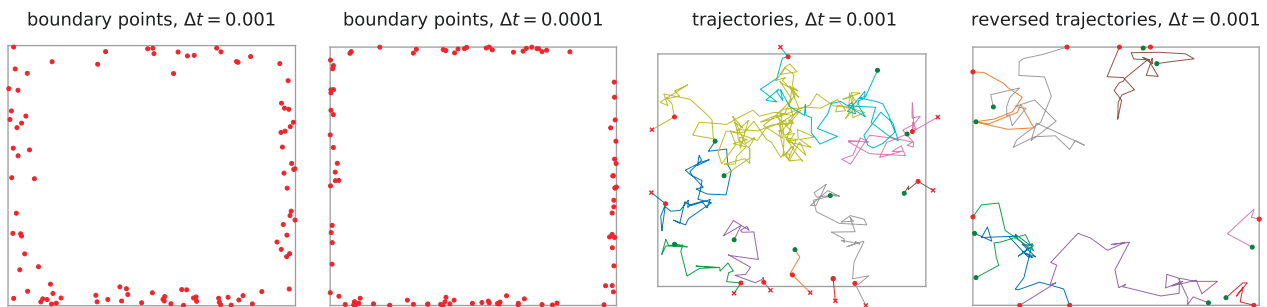 boundary points, Δt = 0.001
boundary points, Δt = 0.0001
trajectories, Δt = 0.001
reversed trajectories, Δt = 0.001